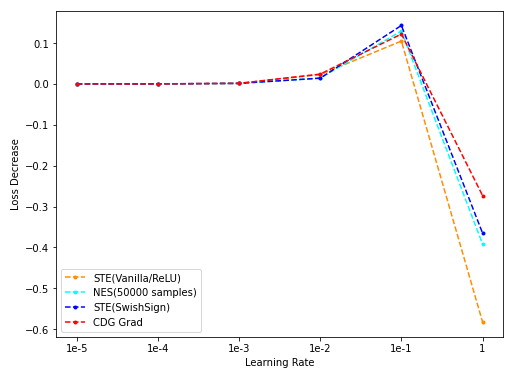 0.1
0.0
−0.1
−0.2
−0.3
−0.4
−0.5
−0.6
Loss Decrease
STE(Vanilla/ReLU)
NES(50000 samples)
STE(SwishSign)
CDG Grad
1e-5 1e-4 1e-3 1e-2 1e-1 1
Learning Rate